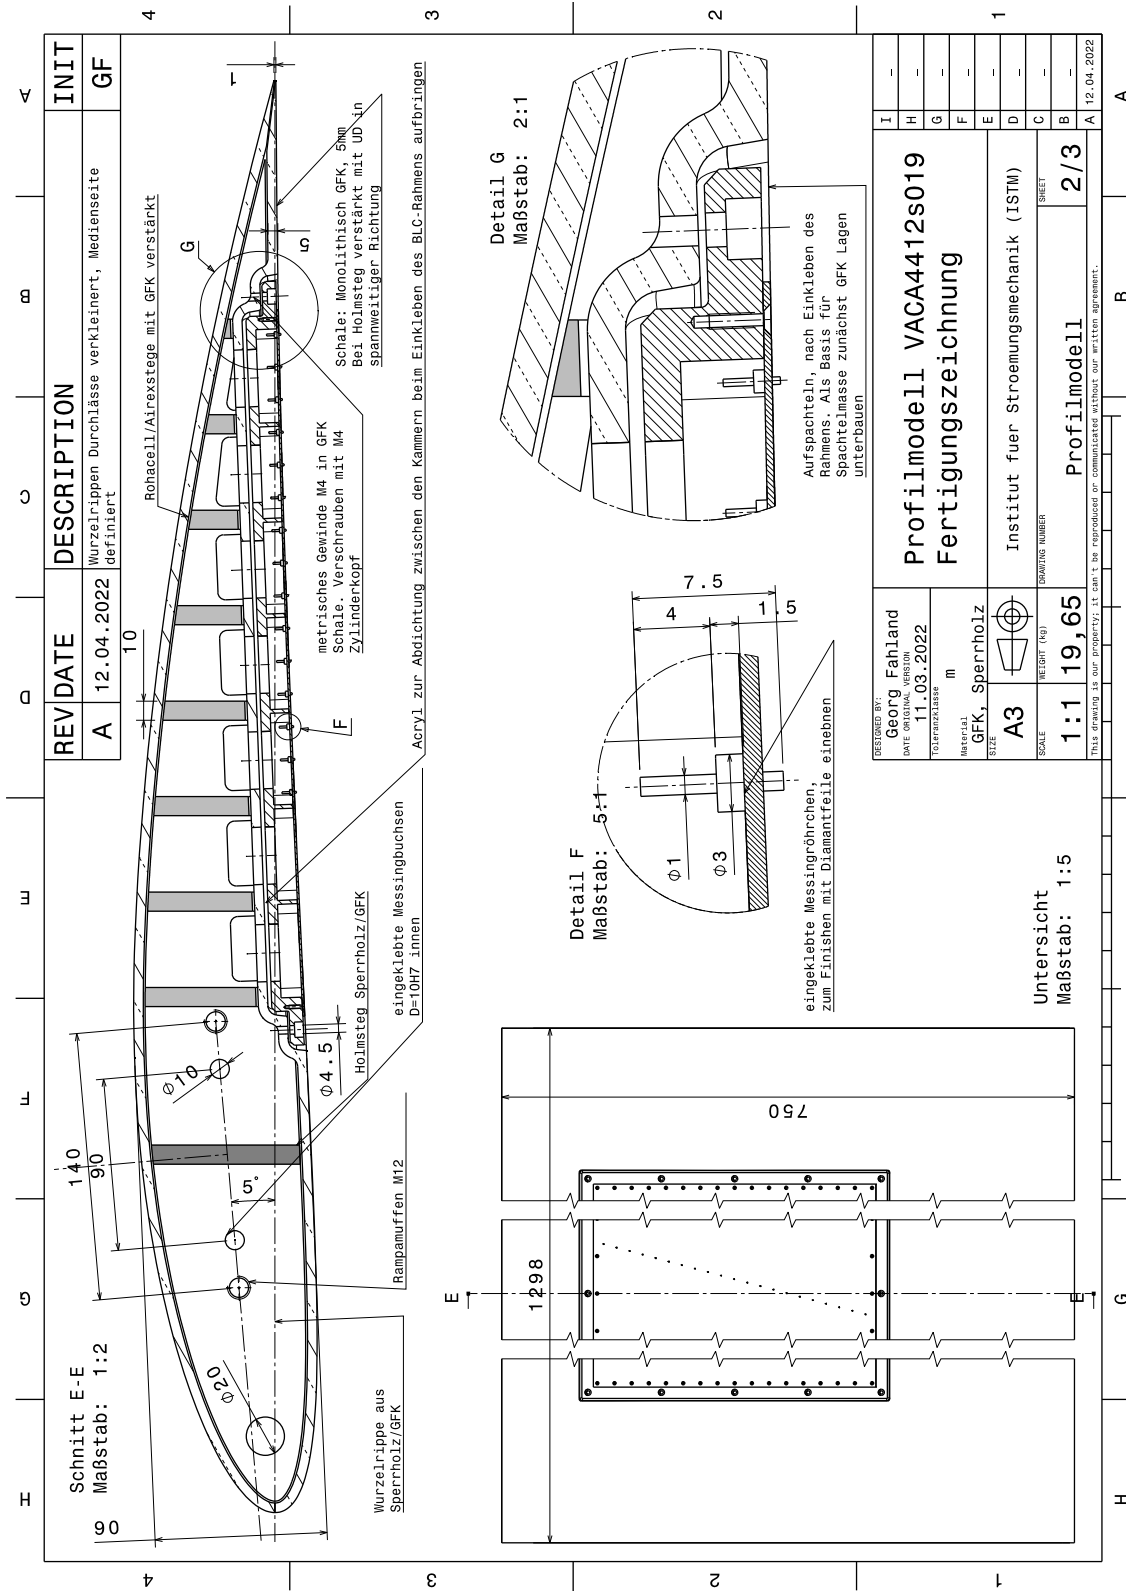 Schnitt E-E
Maßstab: 1:2
90
140
90
Φ20
Φ10
5°
10
1
5
Φ4.5
G
F
Wurzelrippe aus
Sperrholz/GFK
Rampamuffen M12
Holmsteg Sperrholz/GFK
eingeklebte Messingbuchsen
D=10H7 innen
Acryl zur Abdichtung zwischen den Kammern beim Einkleben des BLC-Rahmens aufbringen
metrisches Gewinde M4 in GFK
Schale. Verschrauben mit M4
Zylinderkopf
Rohacell/Airexstege mit GFK verstärkt
Schale: Monolithisch GFK, 5mm
Bei Holmsteg verstärkt mit UD in
spannweitiger Richtung
REV
DATE
DESCRIPTION
INIT
A
12.04.2022
Wurzelrippen Durchlässe verkleinert, Medienseite
definiert
GF
Detail G
Maßstab: 2:1
Aufspachteln, nach Einkleben des
Rahmens. Als Basis für
Spachtelmasse zunächst GFK Lagen
unterbauen
Detail F
Maßstab: 5:1
7.5
4
1.5
Φ1
Φ3
eingeklebte Messingröhrchen,
zum Finishen mit Diamantfeile einebnen
Untersicht
Maßstab: 1:5
1298
750
E
E
DESIGNED BY:
Georg Fahland
DATE ORIGINAL VERSION
11.03.2022
Toleranzklasse
m
Material
GFK, Sperrholz
SIZE
A3
SCALE
1:1
WEIGHT (kg)
19,65
Profilmodell VACA4412s019
Fertigungszeichnung
Institut fuer Stroemungsmechanik (ISTM)
DRAWING NUMBER
Profilmodell
SHEET
2/3
I –
H –
G –
F –
E –
D –
C –
B –
A 12.04.2022
This drawing is our property; it can't be reproduced or communicated without our written agreement.
H
G
F
E
D
C
B
A
H
G
B
A
4
3
2
1
4
3
2
1